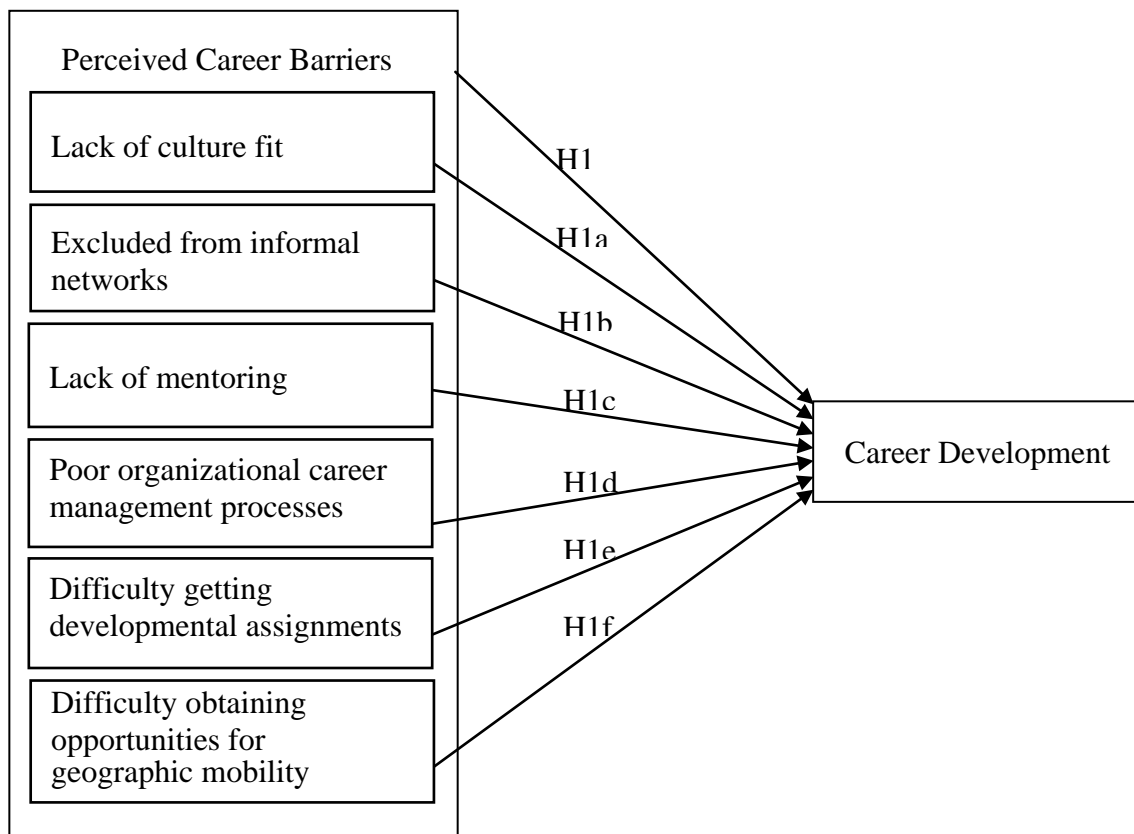 Perceived Career Barriers
Lack of culture fit
Excluded from informal
networks
Lack of mentoring
Poor organizational career
management processes
Difficulty getting
developmental assignments
Difficulty obtaining
opportunities for
geographic mobility
H1
H1a
H1b
H1c
H1d
H1e
H1f
Career Development